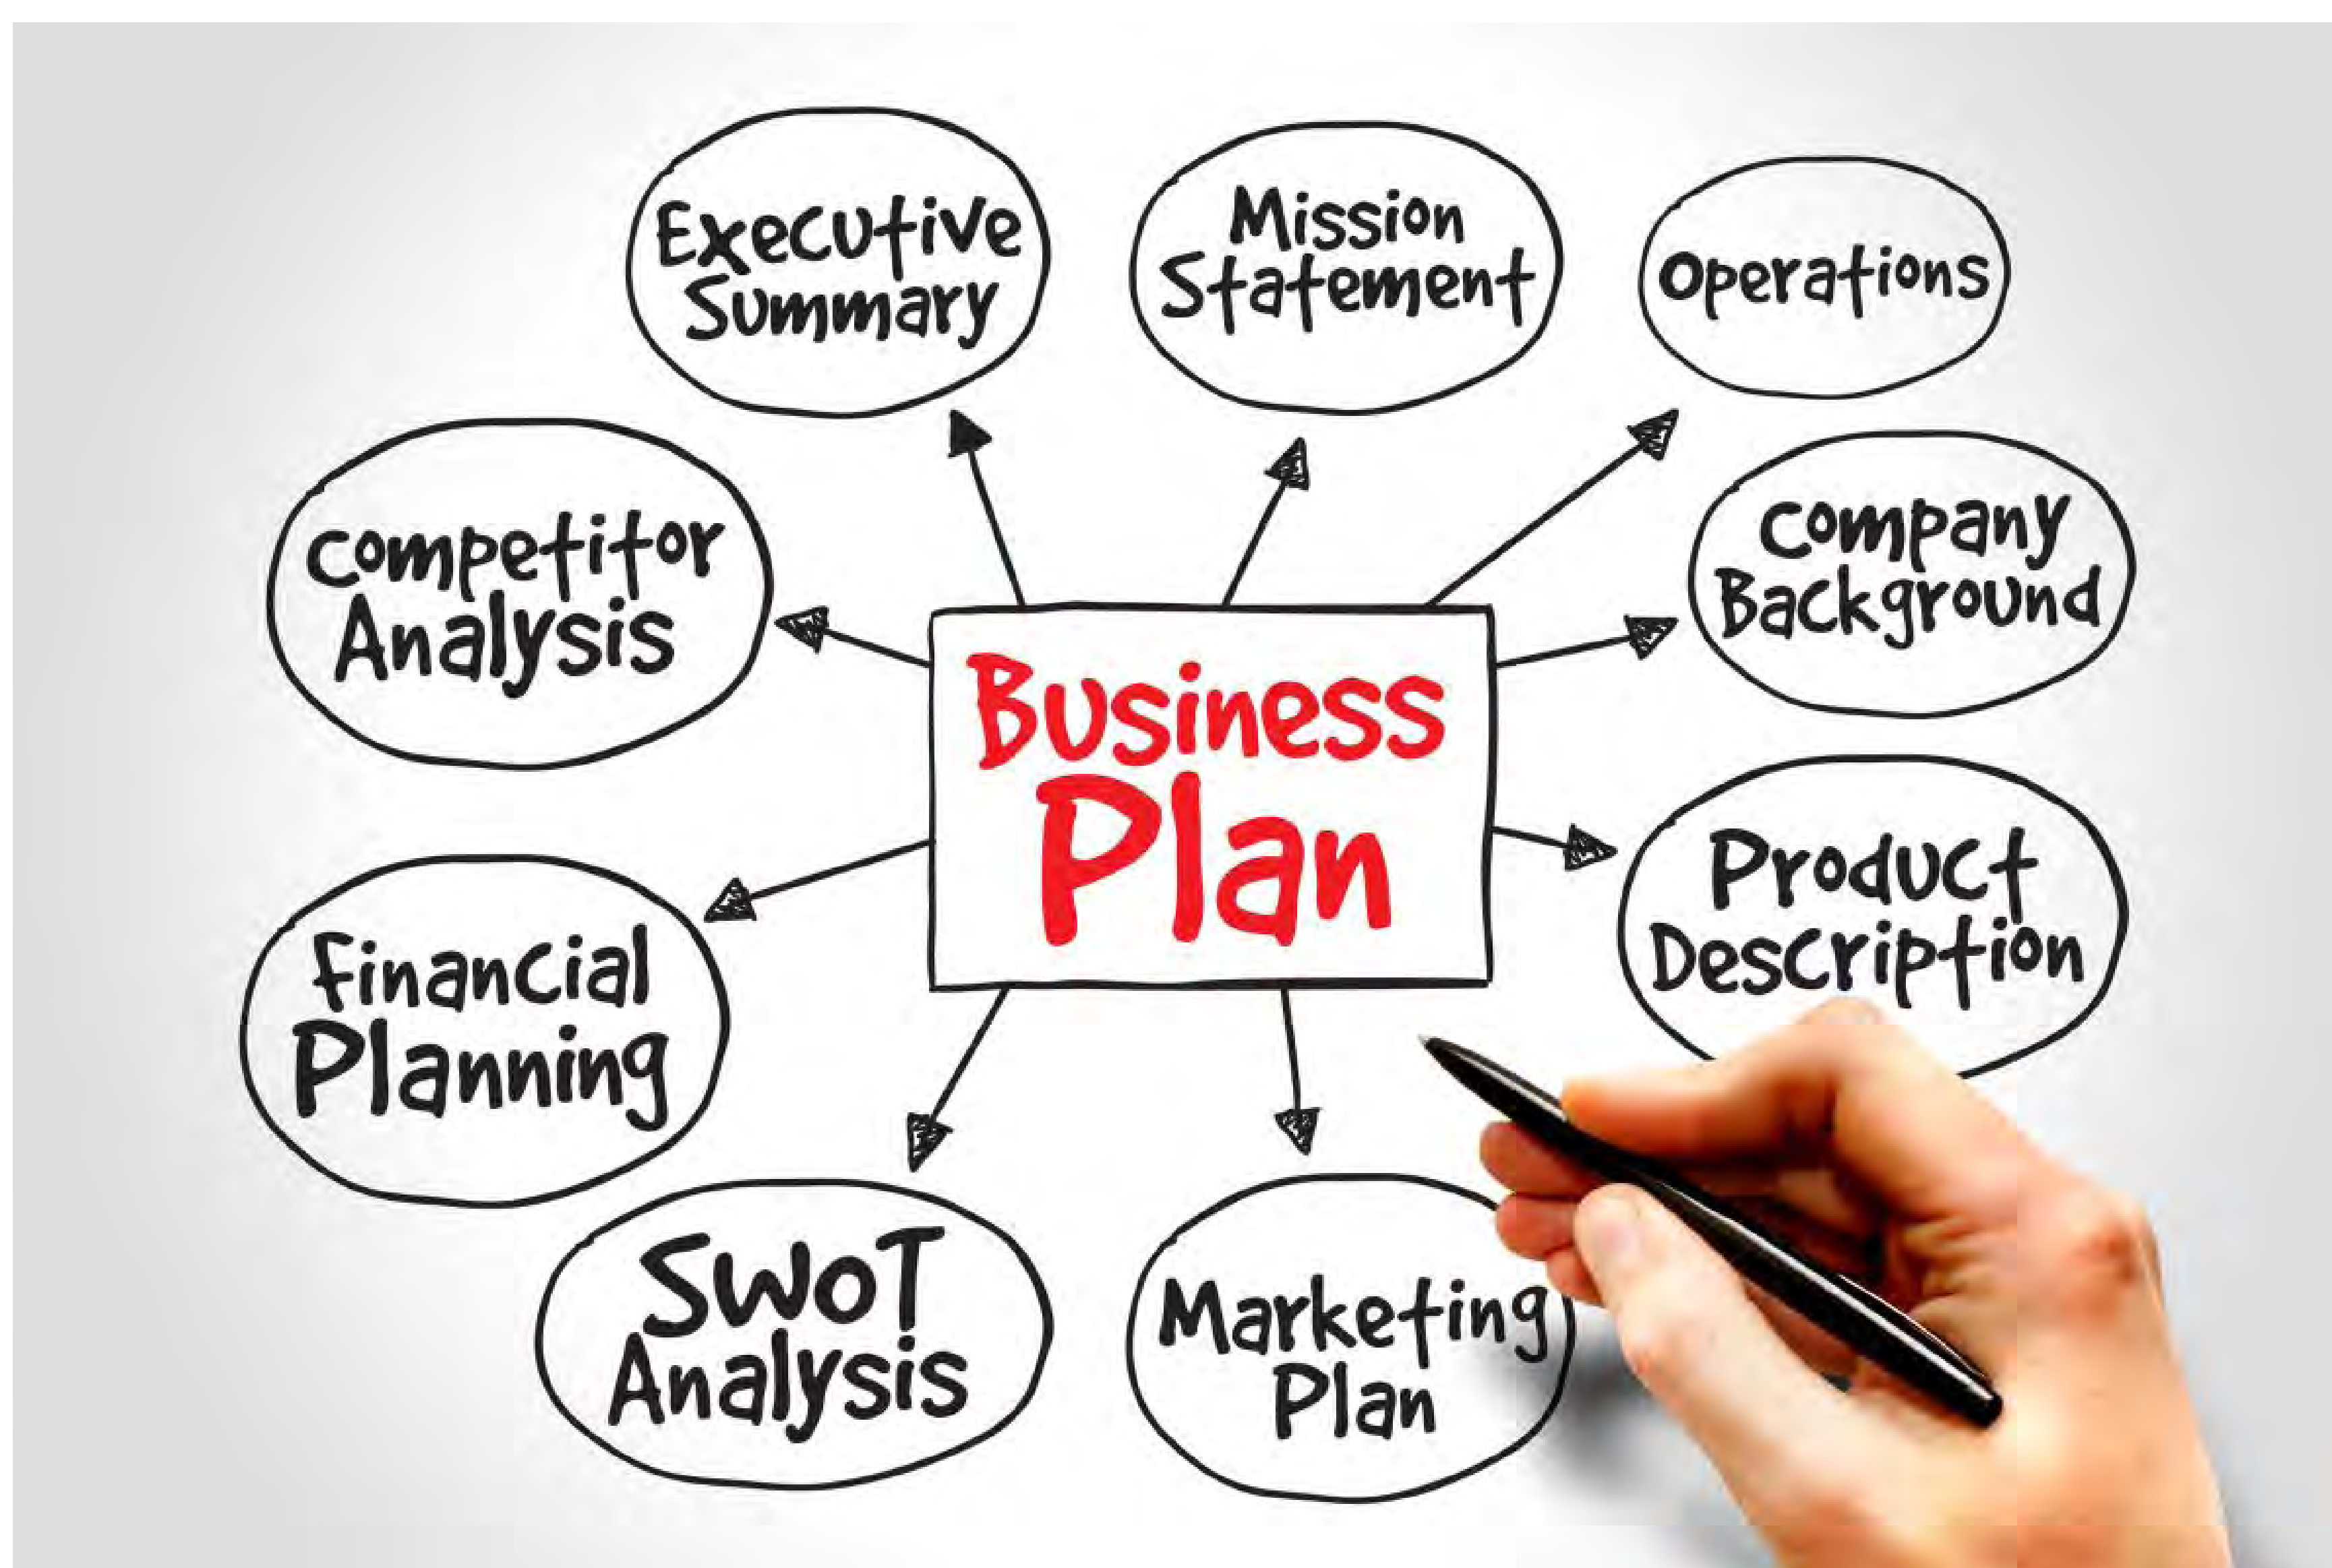 Executive
Summary
Mission
Statement
Operations
Competitor
Analysis
Company
Background
Business
Plan
Product
Description
Financial
Planning
SWOT
Analysis
Marketing
Plan